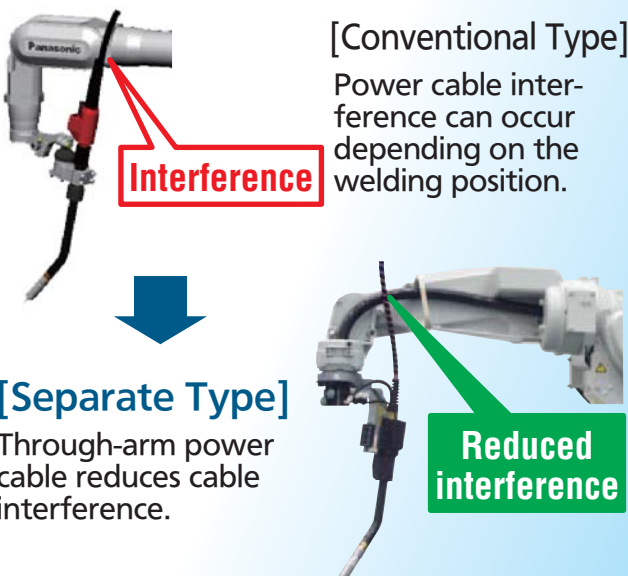 Panasonic
[Conventional Type]
Power cable inter-
ference can occur
depending on the
welding position.
Interference
[Separate Type]
Through-arm power
cable reduces cable
interference.
Reduced
interference